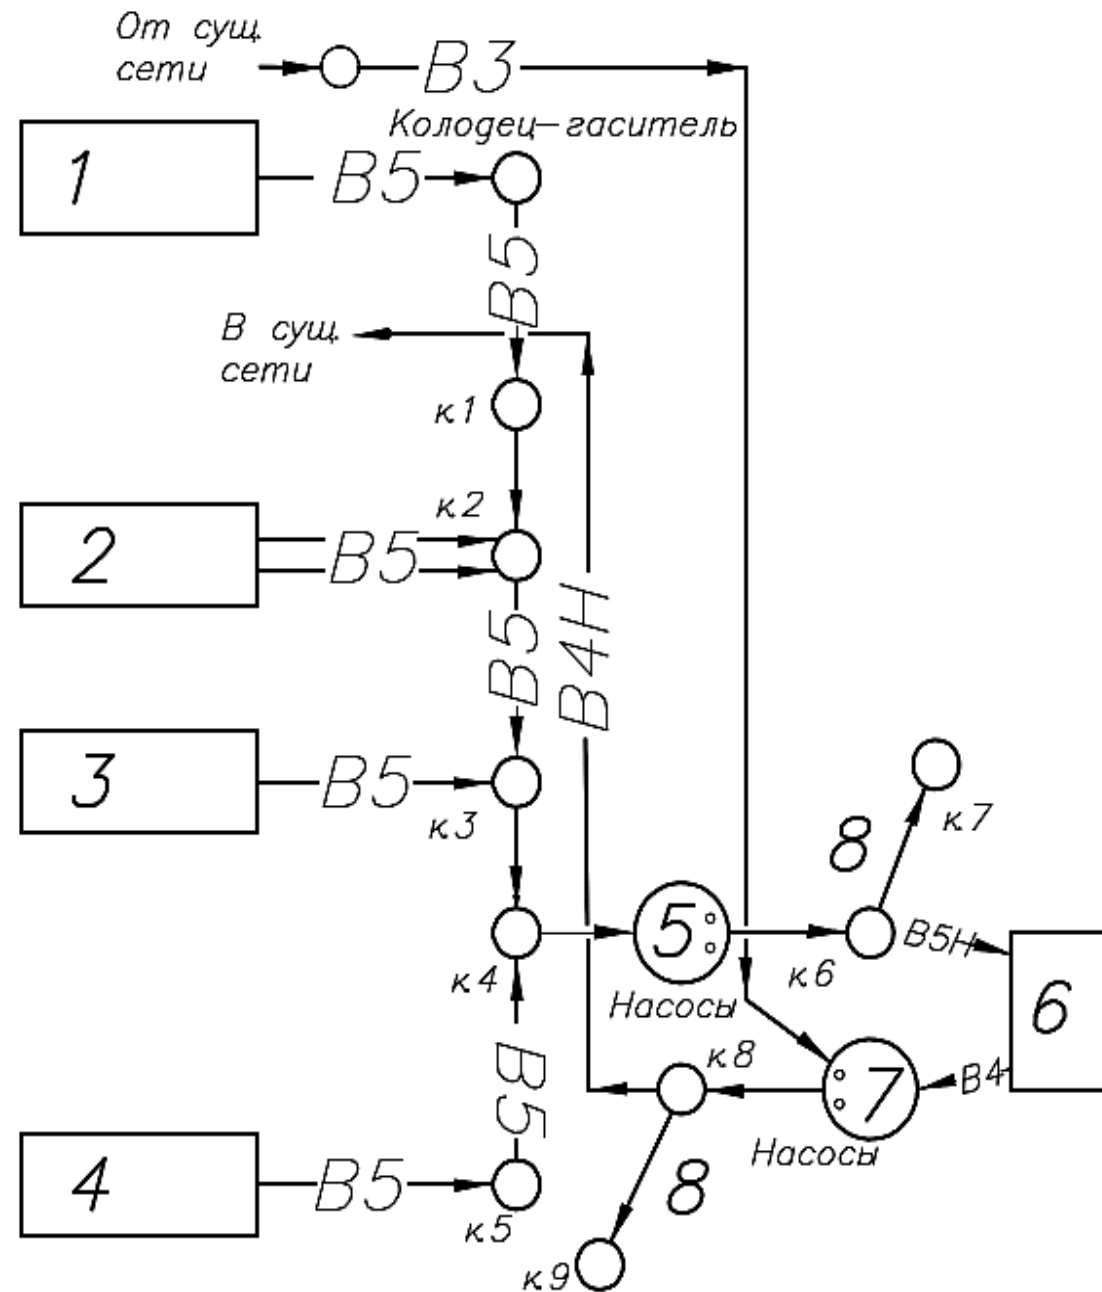 От сущ.
сети
В3
Колодец-гаситель
1
В5
В5
В сущ.
сети
к.1
к.2
2
В5
В5
В4Н
3
В5
к.3
к.7
8
5
В5Н
к.4
к.6
6
Насосы
к.8
В5
7
В4
Насосы
4
В5
8
к.5
к.9